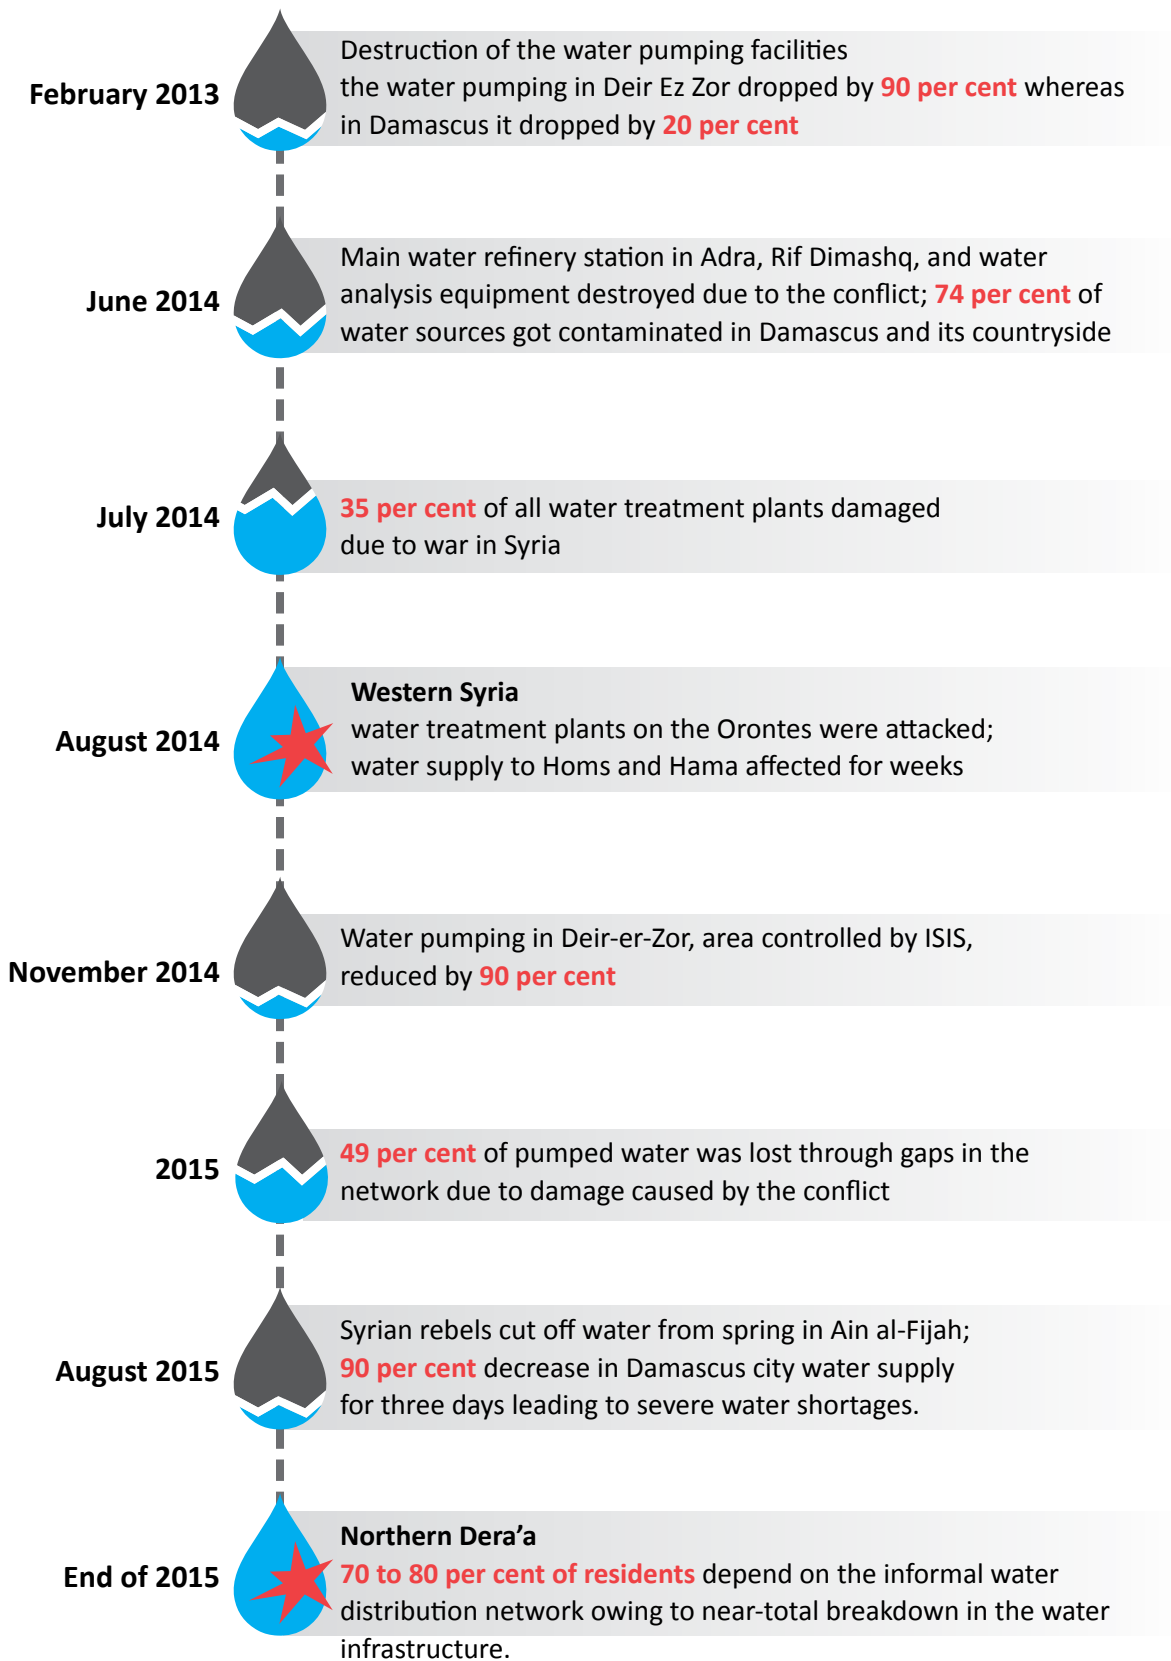 February 2013
Destruction of the water pumping facilities
the water pumping in Deir Ez Zor dropped by 90 per cent whereas
in Damascus it dropped by 20 per cent
June 2014
Main water refinery station in Adra, Rif Dimashq, and water
analysis equipment destroyed due to the conflict; 74 per cent of
water sources got contaminated in Damascus and its countryside
July 2014
35 per cent of all water treatment plants damaged
due to war in Syria
August 2014
Western Syria
water treatment plants on the Orontes were attacked;
water supply to Homs and Hama affected for weeks
November 2014
Water pumping in Deir-er-Zor, area controlled by ISIS,
reduced by 90 per cent
2015
49 per cent of pumped water was lost through gaps in the
network due to damage caused by the conflict
August 2015
Syrian rebels cut off water from spring in Ain al-Fijah;
90 per cent decrease in Damascus city water supply
for three days leading to severe water shortages.
End of 2015
Northern Dera’a
70 to 80 per cent of residents depend on the informal water
distribution network owing to near-total breakdown in the water
infrastructure.